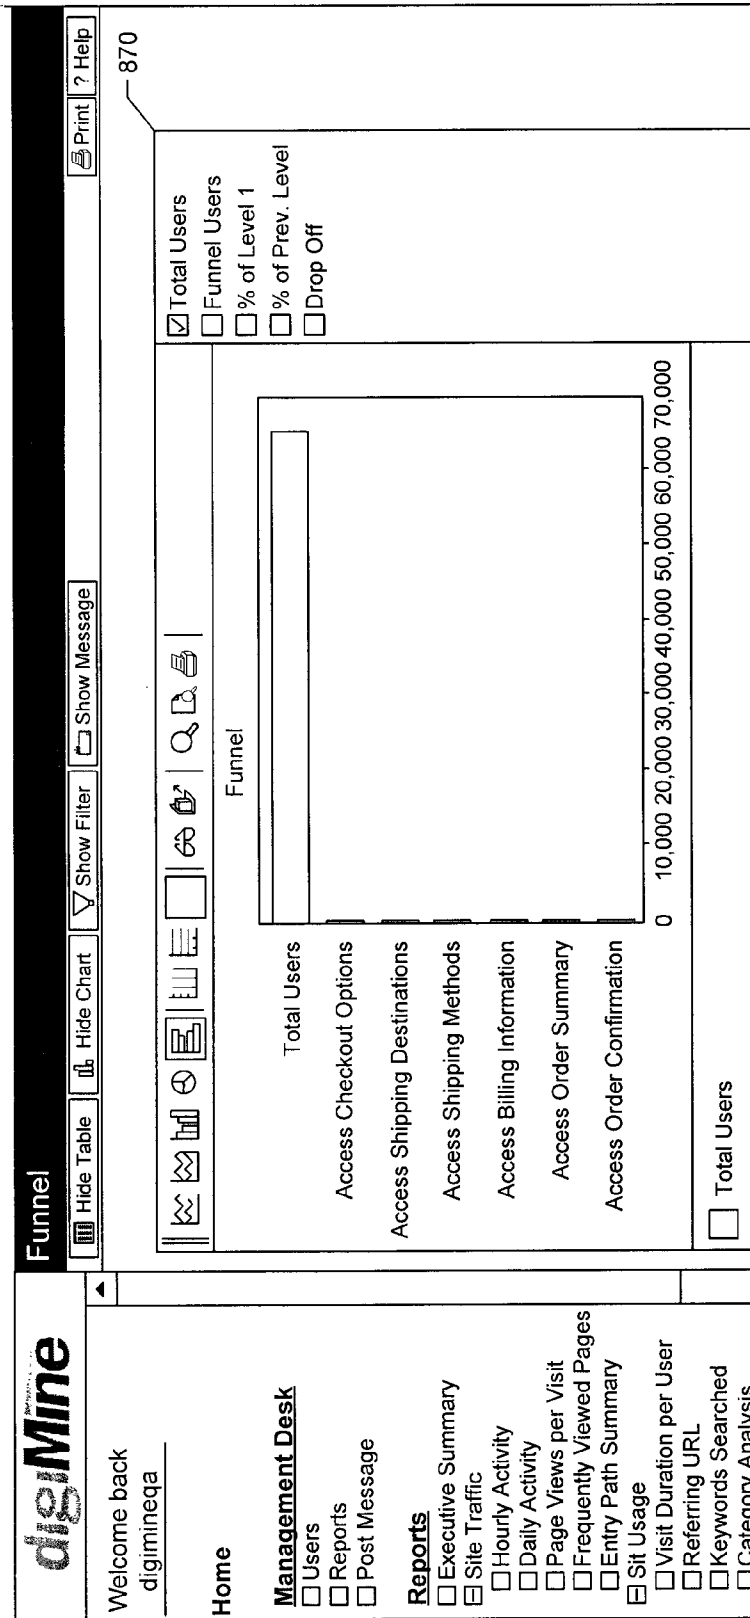 digiMine
Funnel
Hide Table
Hide Chart
Show Filter
Show Message
Print
? Help
Welcome back
digimineqa
Home
Management Desk
Users
Reports
Post Message
Reports
Executive Summary
Site Traffic
Hourly Activity
Daily Activity
Page Views per Visit
Frequently Viewed Pages
Entry Path Summary
Sit Usage
Visit Duration per User
Referring URL
Keywords Searched
Category Analysis
870
Total Users
Funnel Users
% of Level 1
% of Prev. Level
Drop Off
Funnel
Total Users
Access Checkout Options
Access Shipping Destinations
Access Shipping Methods
Access Billing Information
Access Order Summary
Access Order Confirmation
0 10,000 20,000 30,000 40,000 50,000 60,000 70,000
Total Users